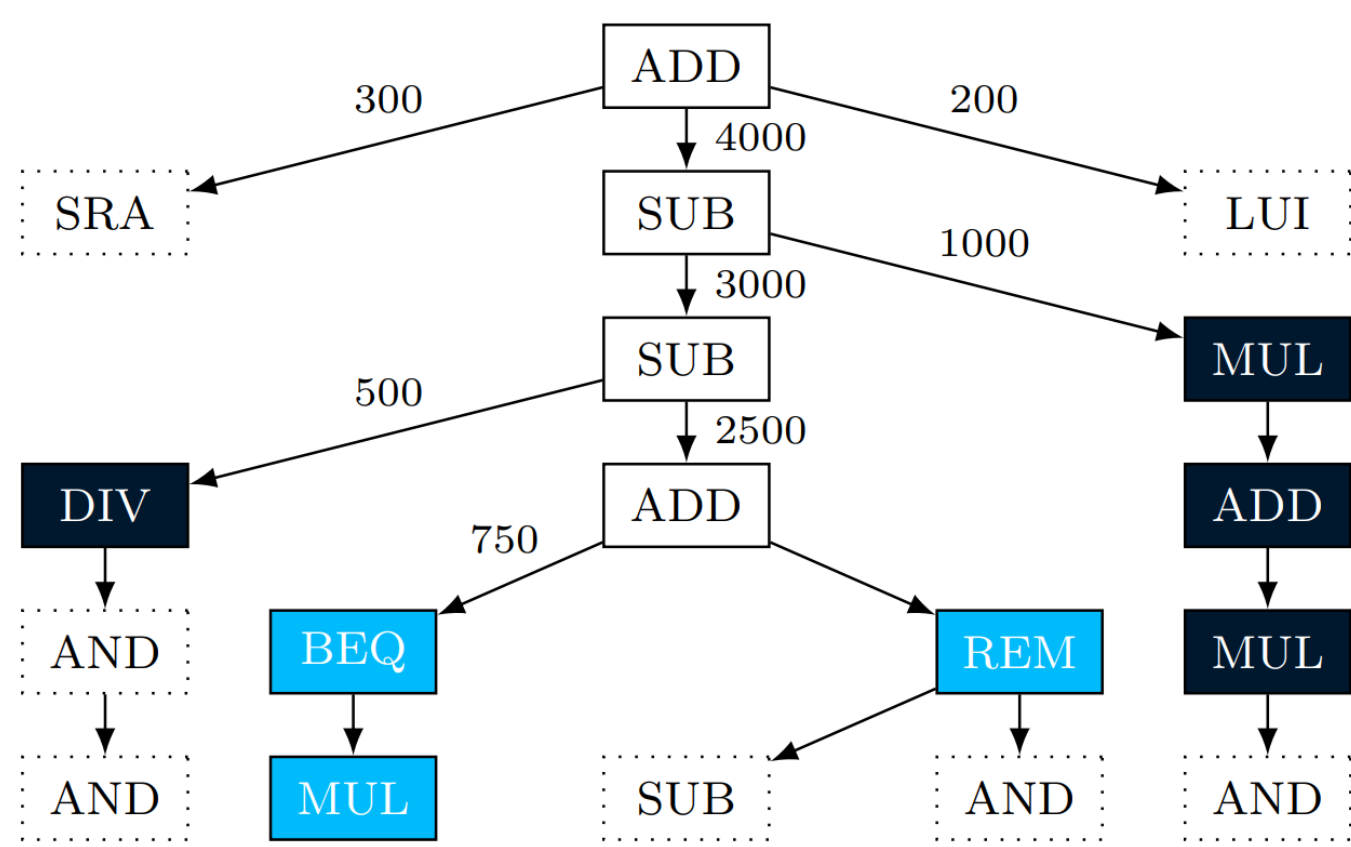 ADD
300
200
4000
SRA
SUB
LUI
1000
3000
SUB
MUL
500
2500
DIV
ADD
ADD
750
AND
BEQ
REM
MUL
AND
MUL
SUB
AND
AND